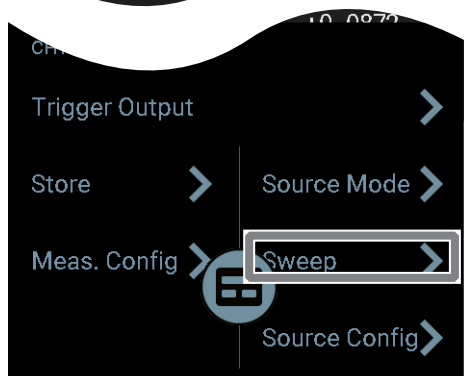 Trigger Output
Store
Source Mode
Meas. Config
Sweep
Source Config